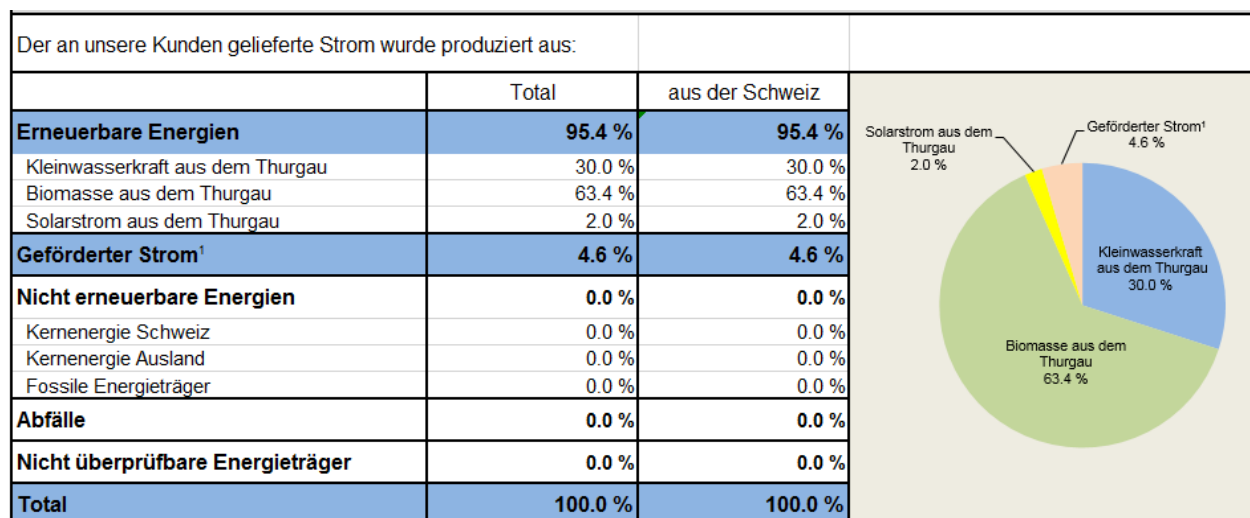 Der an unsere Kunden gelieferte Strom wurde produziert aus:
Total aus der Schweiz
Erneuerbare Energien 95.4 % 95.4 %
Kleinwasserkraft aus dem Thurgau 30.0 % 30.0 %
Biomasse aus dem Thurgau 63.4 % 63.4 %
Solarstrom aus dem Thurgau 2.0 % 2.0 %
Geförderter Strom¹ 4.6 % 4.6 %
Nicht erneuerbare Energien 0.0 % 0.0 %
Kernenergie Schweiz 0.0 % 0.0 %
Kernenergie Ausland 0.0 % 0.0 %
Fossile Energieträger 0.0 % 0.0 %
Abfälle 0.0 % 0.0 %
Nicht überprüfbare Energieträger 0.0 % 0.0 %
Total 100.0 % 100.0 %
Solarstrom aus dem
Thurgau
2.0 %
Geförderter Strom¹
4.6 %
Kleinwasserkraft
aus dem Thurgau
30.0 %
Biomasse aus dem
Thurgau
63.4 %